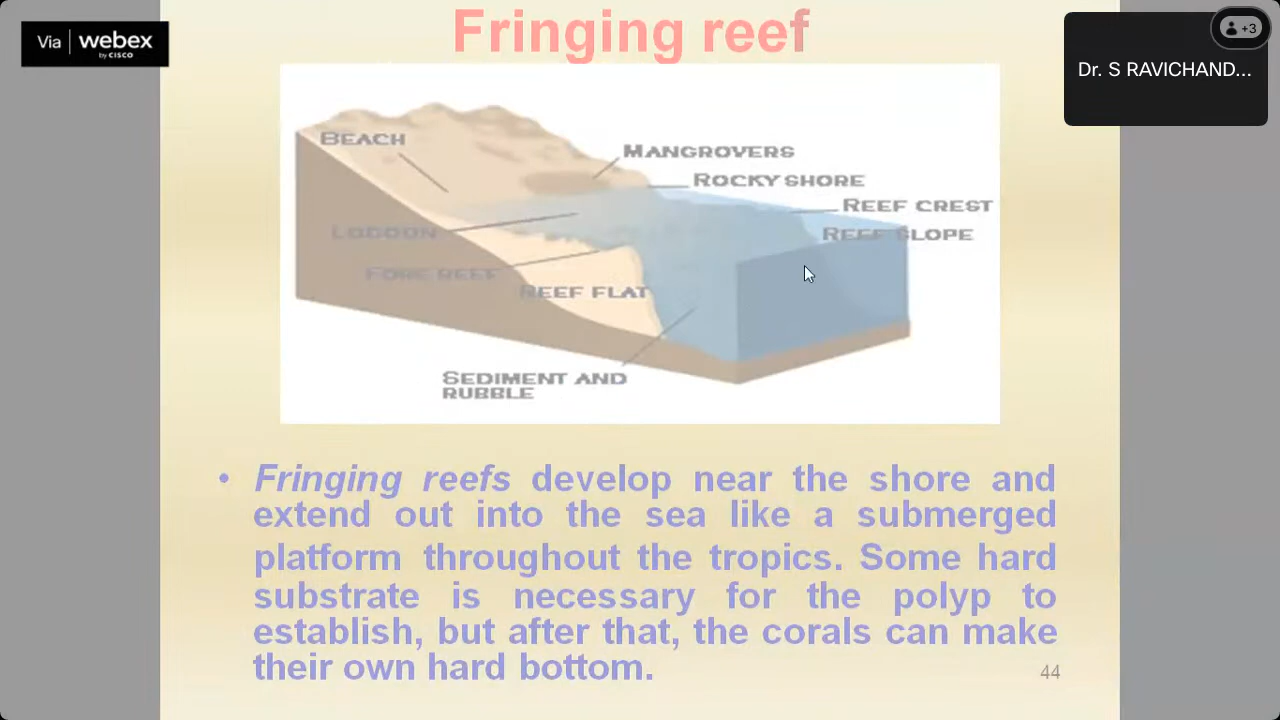 Fringing reef
Via webex
by CISCO
+3
Dr. S RAVICHAND...
BEACH
MANGROVERS
ROCKY SHORE
REEF CREST
LOGOON
REEF SLOPE
FORE REEF
REEF FLAT
SEDIMENT AND
RUBBLE
• Fringing reefs develop near the shore and
extend out into the sea like a submerged
platform throughout the tropics. Some hard
substrate is necessary for the polyp to
establish, but after that, the corals can make
their own hard bottom.
44